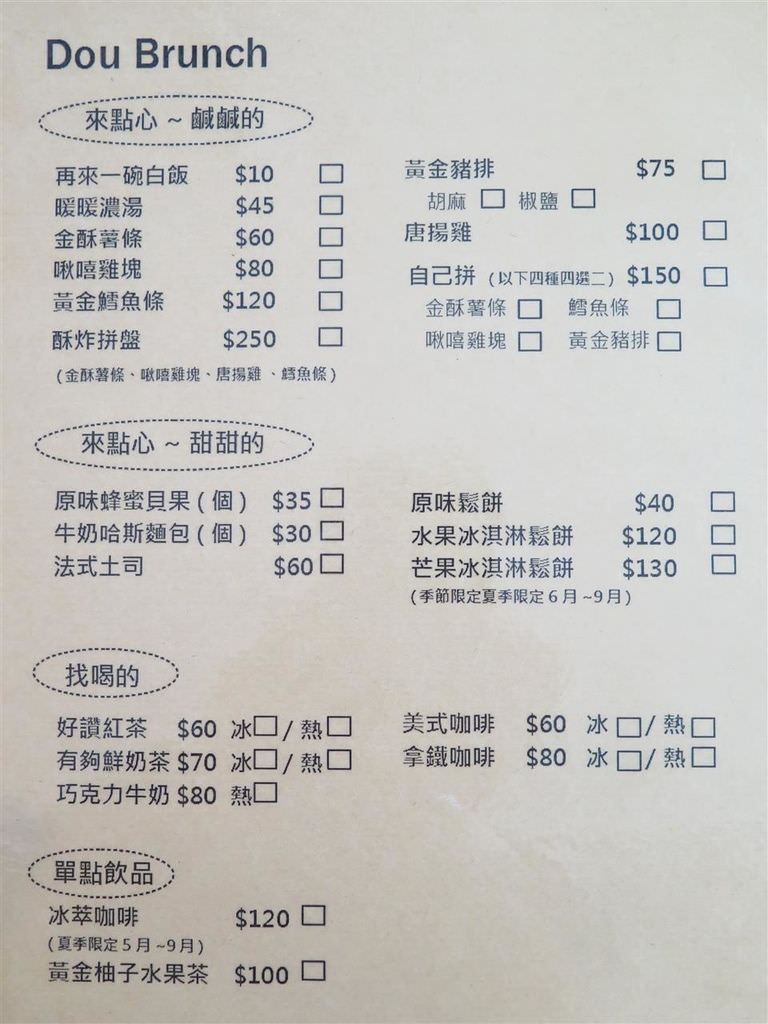 Dou Brunch
來點心 ~ 鹹鹹的
再來一碗白飯 $10
暖暖濃湯 $45
金酥薯條 $60
啾嘻雞塊 $80
黃金鱈魚條 $120
酥炸拼盤 $250
(金酥薯條、啾嘻雞塊、唐揚雞、鱈魚條)
黃金豬排 $75
胡麻 椒鹽
唐揚雞 $100
自己拼 (以下四種四選二) $150
金酥薯條 鱈魚條
啾嘻雞塊 黃金豬排
來點心 ~ 甜甜的
原味蜂蜜貝果(個) $35
牛奶哈斯麵包(個) $30
法式土司 $60
原味鬆餅 $40
水果冰淇淋鬆餅 $120
芒果冰淇淋鬆餅 $130
(季節限定夏季限定6月~9月)
找喝的
好讚紅茶 $60 冰 / 熱
有夠鮮奶茶 $70 冰 / 熱
巧克力牛奶 $80 熱
美式咖啡 $60 冰 / 熱
拿鐵咖啡 $80 冰 / 熱
單點飲品
冰萃咖啡 $120
(夏季限定5月~9月)
黃金柚子水果茶 $100